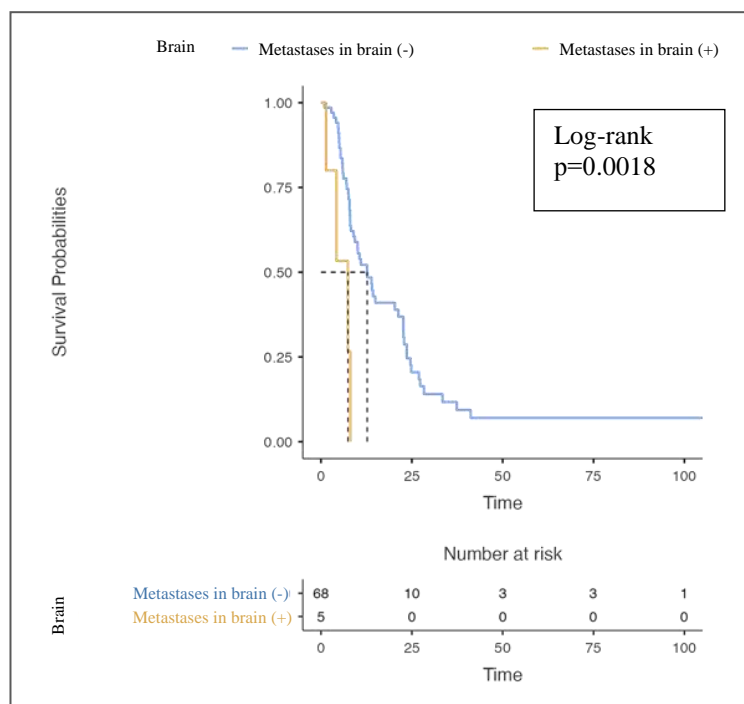 Brain Metastases in brain (-) Metastases in brain (+)
Log-rank
p=0.0018
Survival Probabilities
1.00
0.75
0.50
0.25
0.00
0 25 50 75 100
Time
Number at risk
Brain
Metastases in brain (-) 68 10 3 3 1
Metastases in brain (+) 5 0 0 0 0
0 25 50 75 100
Time